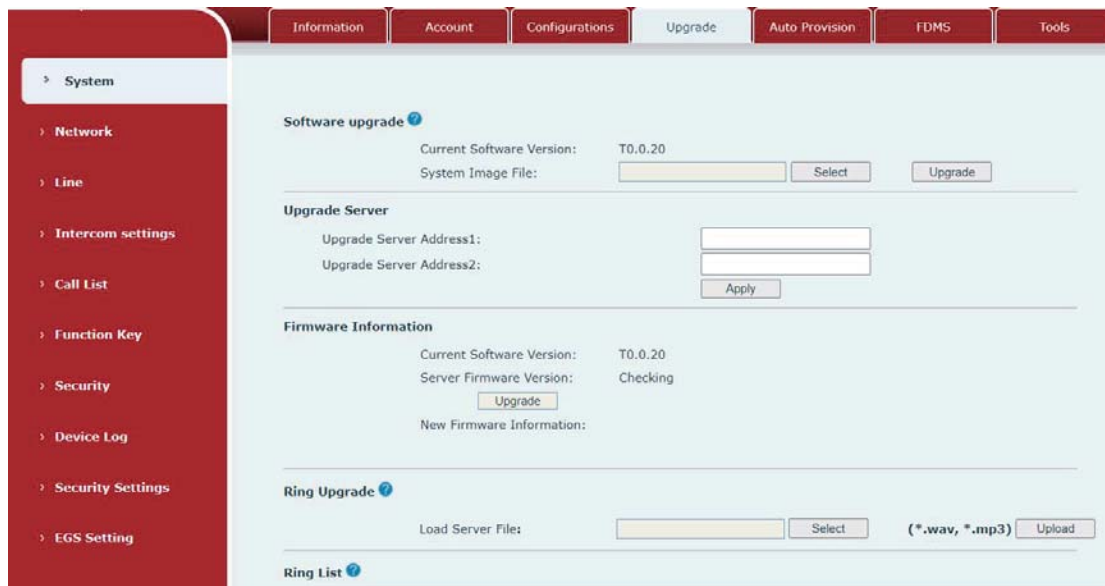 Information Account Configurations Upgrade Auto Provision FDMS Tools
› System
› Network
› Line
› Intercom settings
› Call List
› Function Key
› Security
› Device Log
› Security Settings
› EGS Setting
Software upgrade ?
Current Software Version: T0.0.20
System Image File: Select Upgrade
Upgrade Server
Upgrade Server Address1:
Upgrade Server Address2:
Apply
Firmware Information
Current Software Version: T0.0.20
Server Firmware Version: Checking
Upgrade
New Firmware Information:
Ring Upgrade ?
Load Server File: Select (*.wav, *.mp3) Upload
Ring List ?